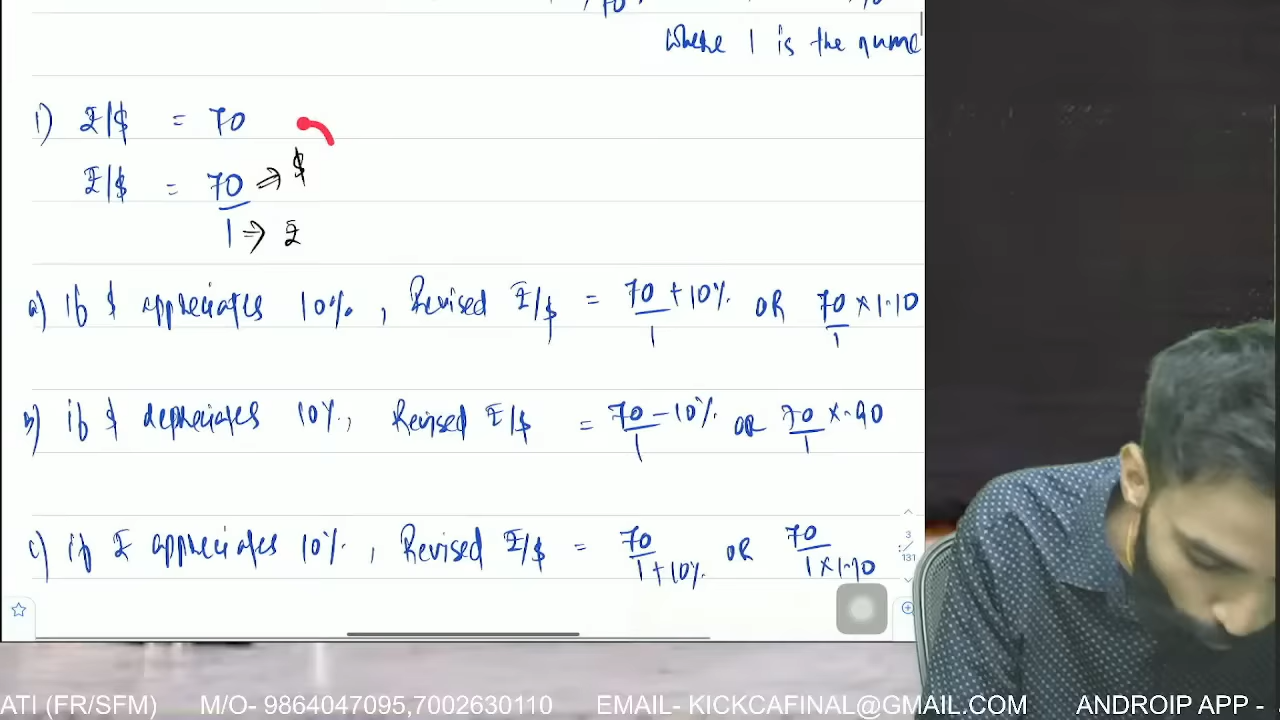 Where 1 is the nume
1) ₹/$ = 70
₹/$ = 70/1 ⇒ $
⇒ ₹
a) If $ appreciates 10%, Revised ₹/$ = 70+10%/1 OR 70/1 × 1.10
b) if $ depreciates 10%, Revised ₹/$ = 70-10%/1 OR 70/1 × .90
c) if ₹ appreciates 10%, Revised ₹/$ = 70/1+10% OR 70/1×1.10
3
/
131
ATI (FR/SFM) M/O- 9864047095,7002630110 EMAIL- KICKCAFINAL@GMAIL.COM ANDROIP APP -